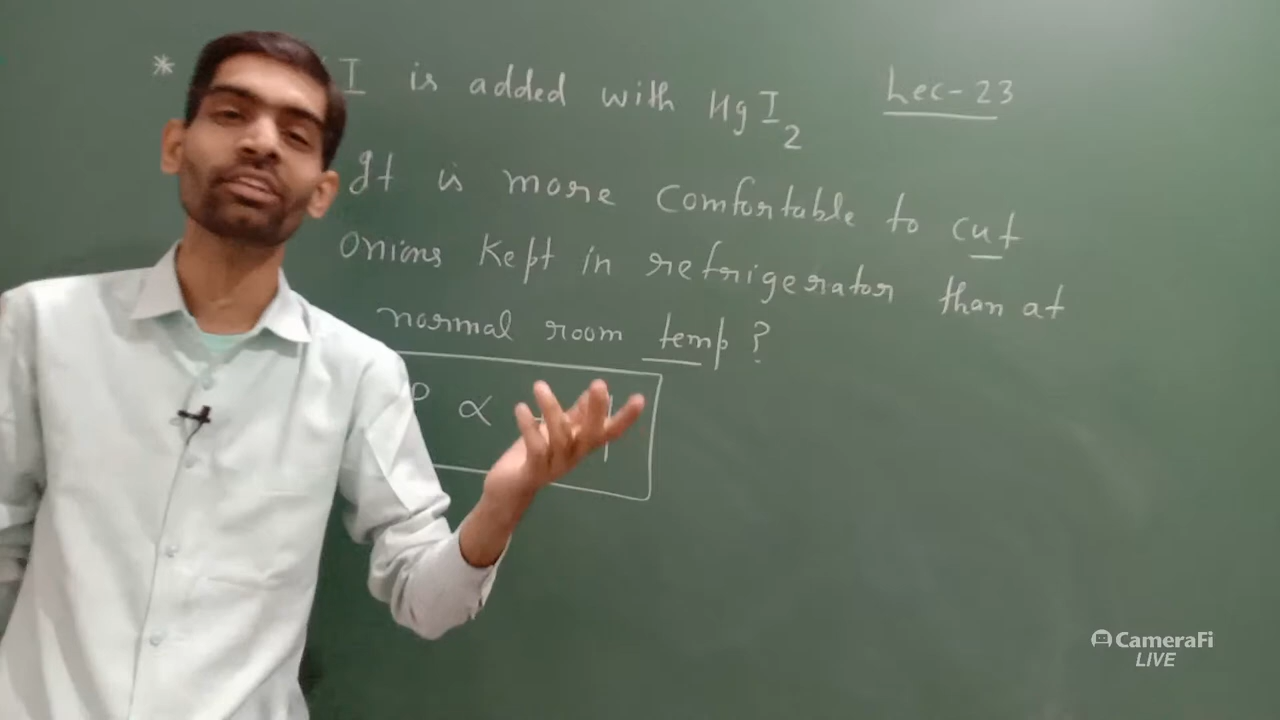 * I is added with HgI2
Lec-23
It is more comfortable to cut
onions kept in refrigerator than at
normal room temp ?
P ∝
CameraFi
LIVE